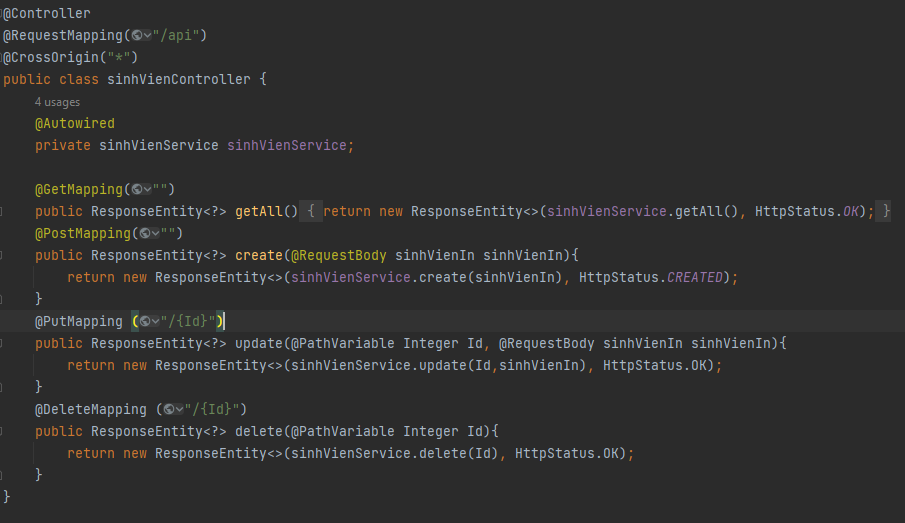 @Controller
@RequestMapping("/api")
@CrossOrigin("*")
public class sinhVienController {
4 usages
@Autowired
private sinhVienService sinhVienService;
@GetMapping("")
public ResponseEntity<?> getAll() { return new ResponseEntity<>(sinhVienService.getAll(), HttpStatus.OK); }
@PostMapping("")
public ResponseEntity<?> create(@RequestBody sinhVienIn sinhVienIn){
return new ResponseEntity<>(sinhVienService.create(sinhVienIn), HttpStatus.CREATED);
}
@PutMapping ("/{Id}")
public ResponseEntity<?> update(@PathVariable Integer Id, @RequestBody sinhVienIn sinhVienIn){
return new ResponseEntity<>(sinhVienService.update(Id,sinhVienIn), HttpStatus.OK);
}
@DeleteMapping ("/{Id}")
public ResponseEntity<?> delete(@PathVariable Integer Id){
return new ResponseEntity<>(sinhVienService.delete(Id), HttpStatus.OK);
}
}